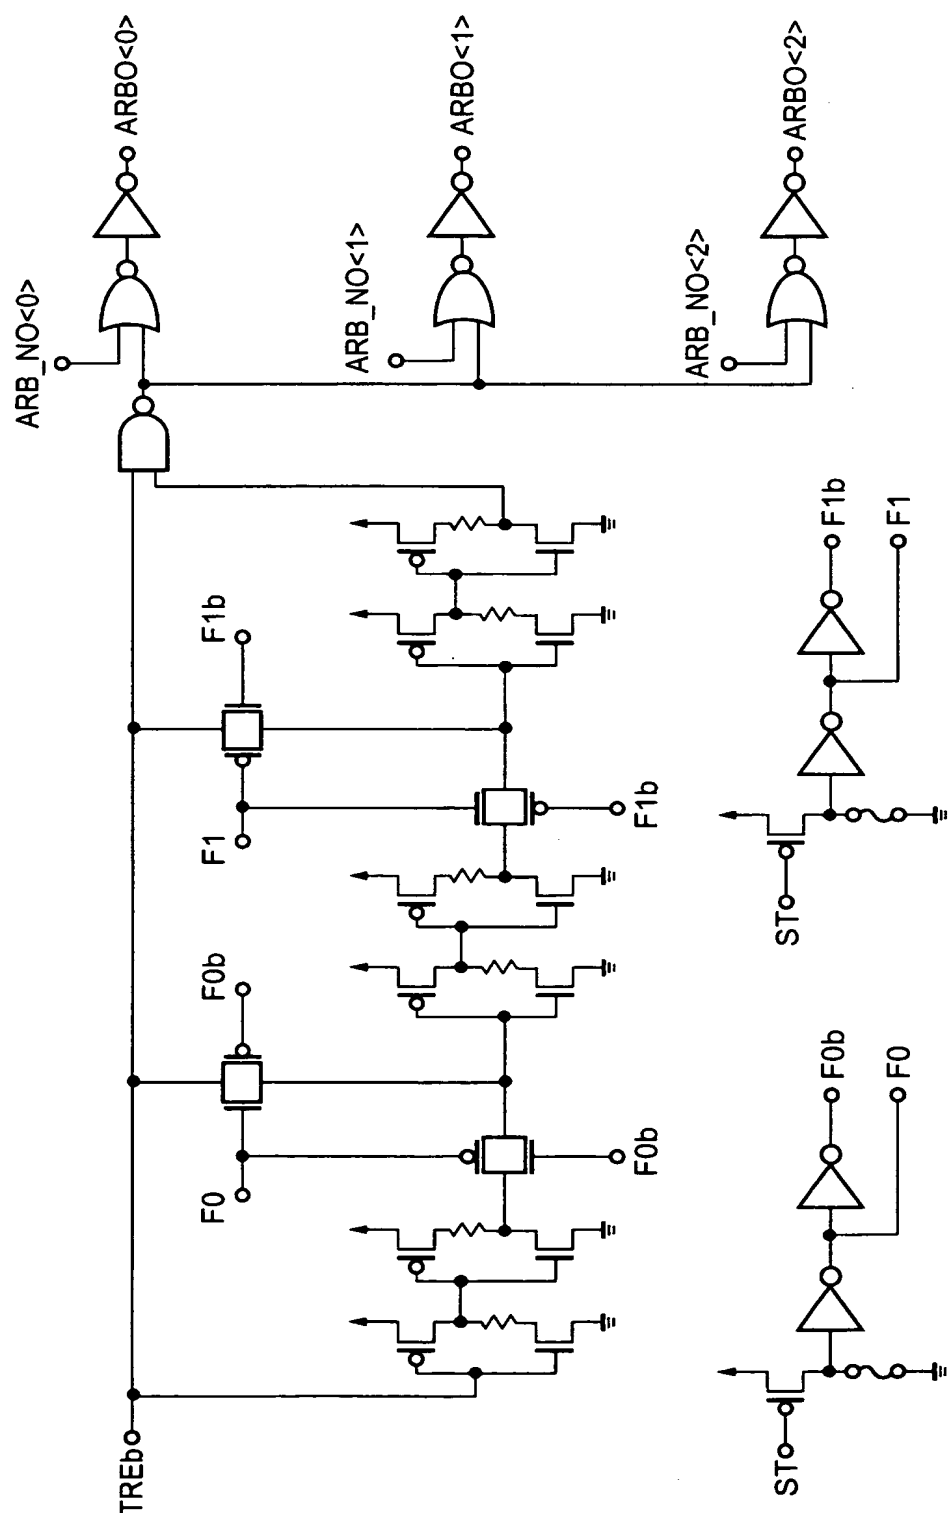 ARBO<0>
ARBO<1>
ARBO<2>
ARB_NO<0>
ARB_NO<1>
ARB_NO<2>
F1b
F1
F1b
F0b
F0
F0b
TREb
F1b
F1
ST
F0b
F0
ST